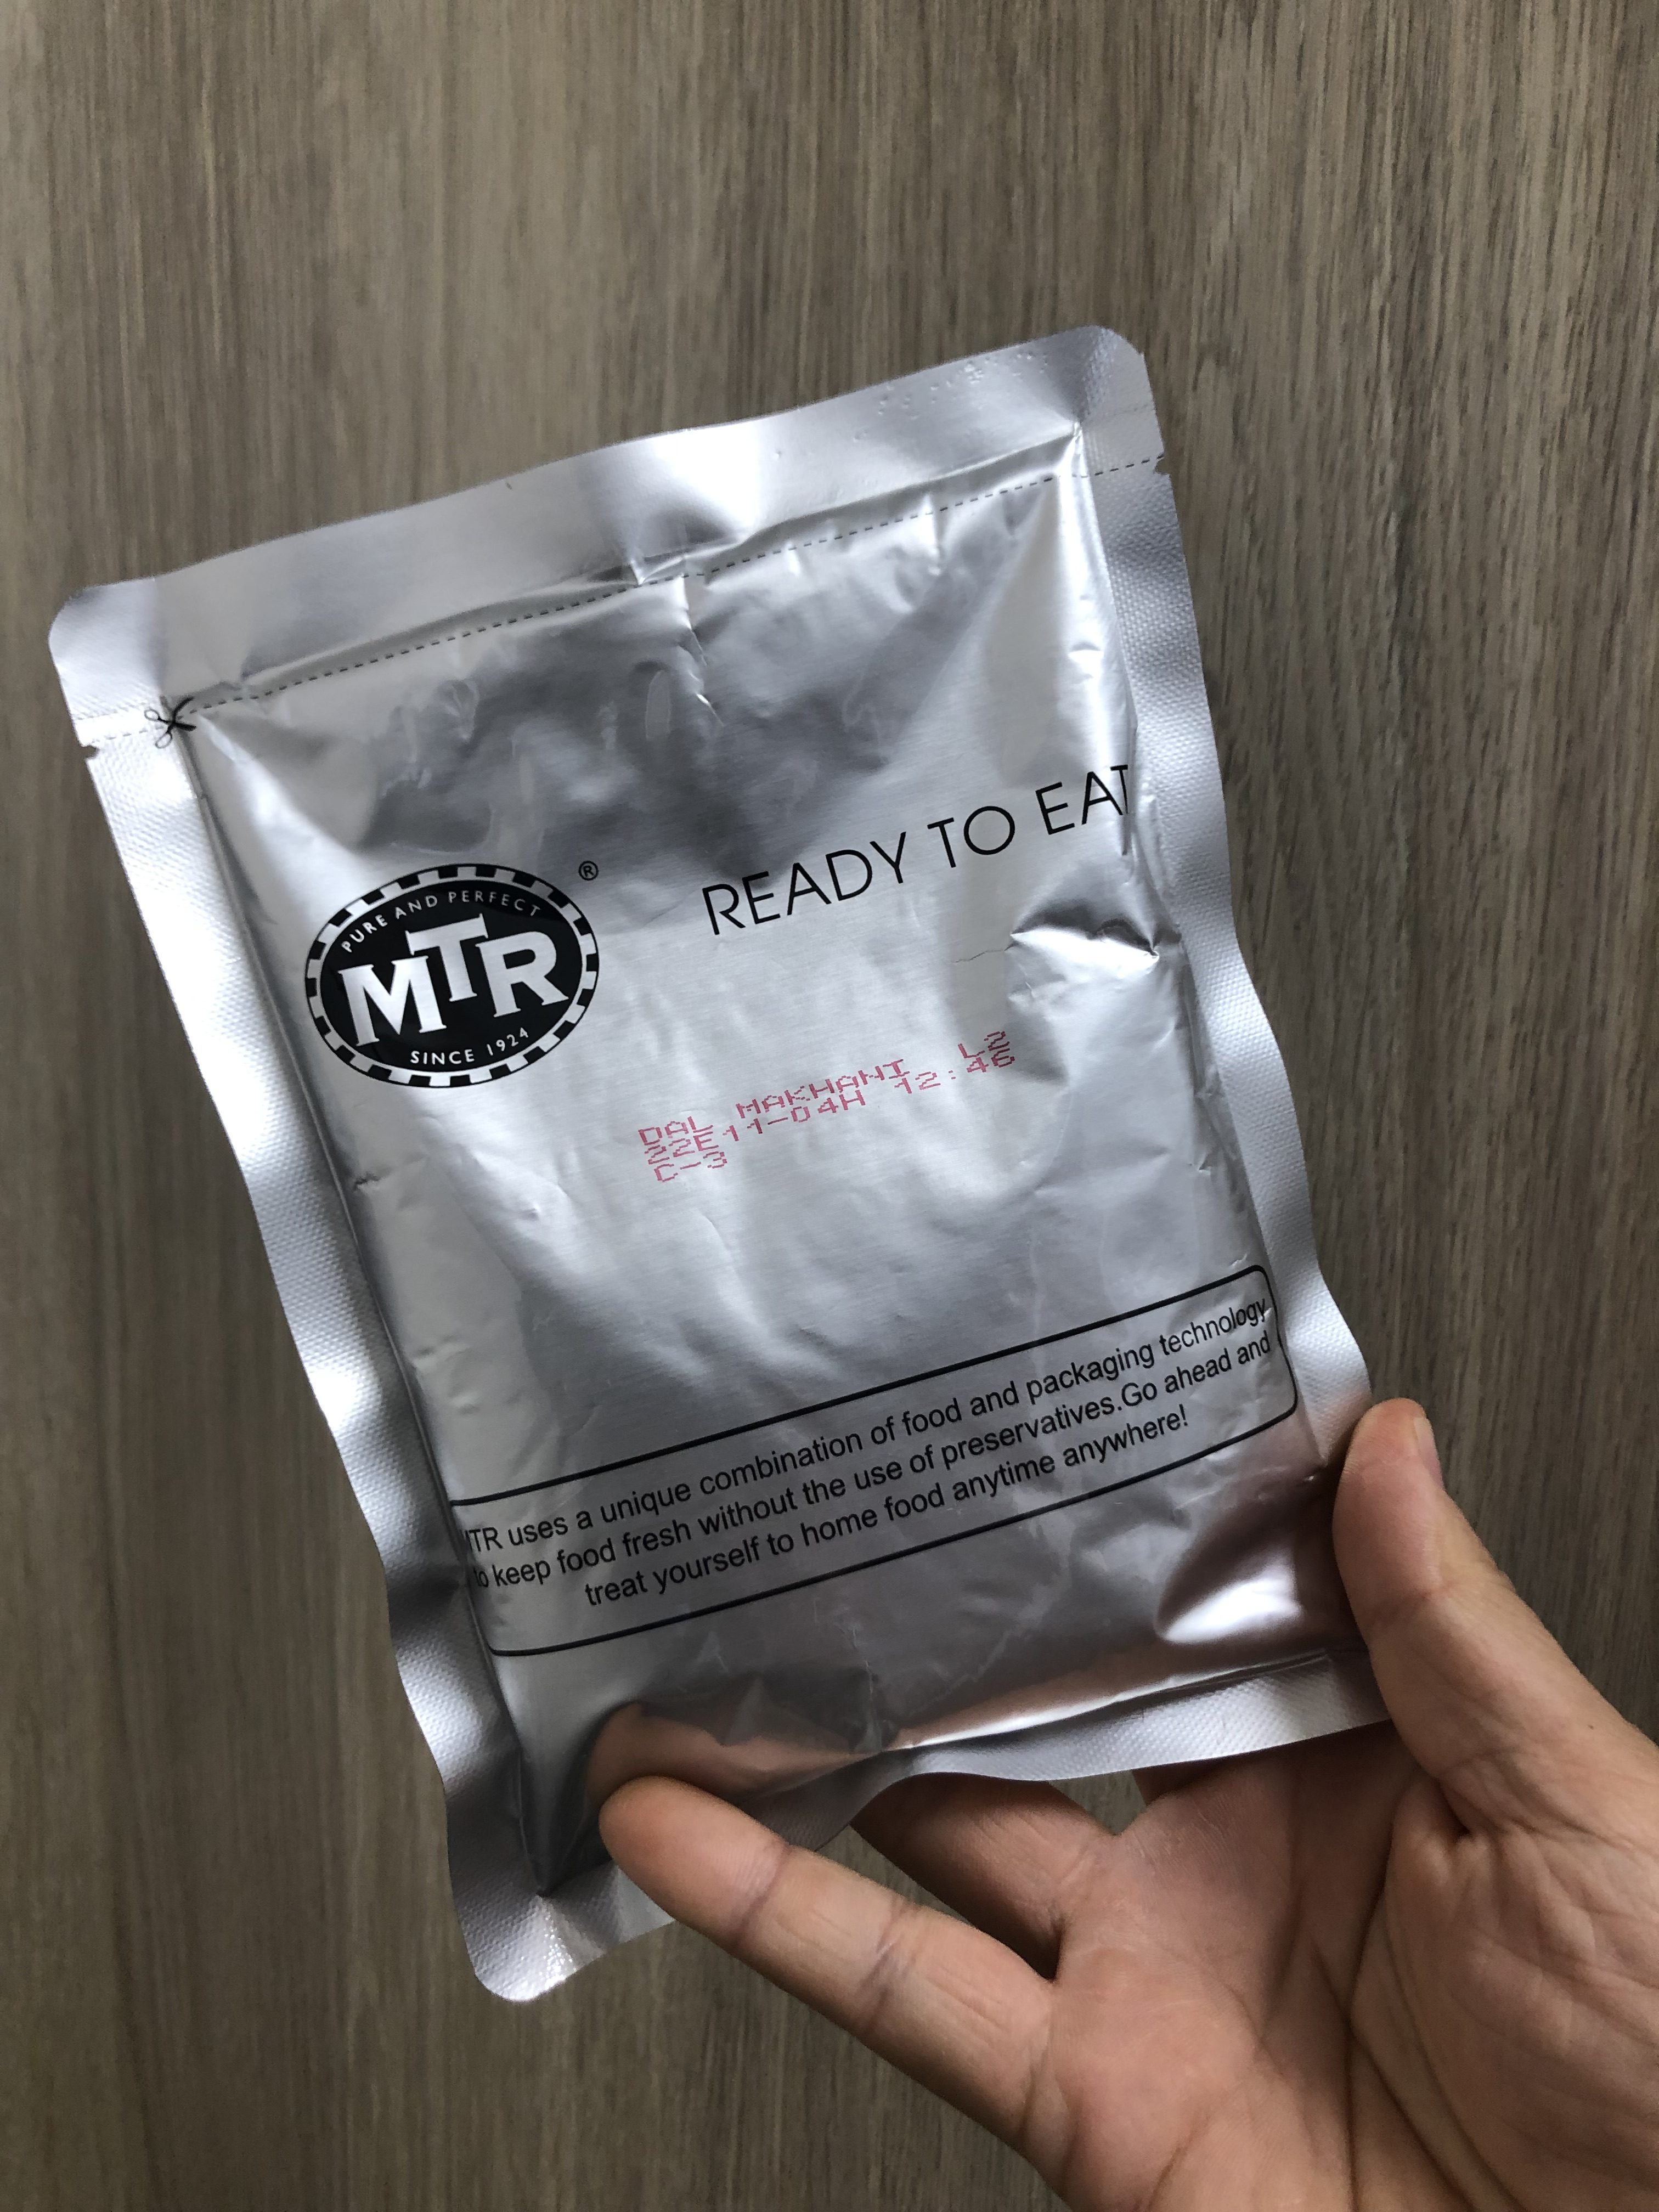 PURE AND PERFECT
MTR
SINCE 1924
®
READY TO EAT
DAL MAKHANI L2
22E11-04H 12:46
C-3
MTR uses a unique combination of food and packaging technology
to keep food fresh without the use of preservatives.Go ahead and
treat yourself to home food anytime anywhere!